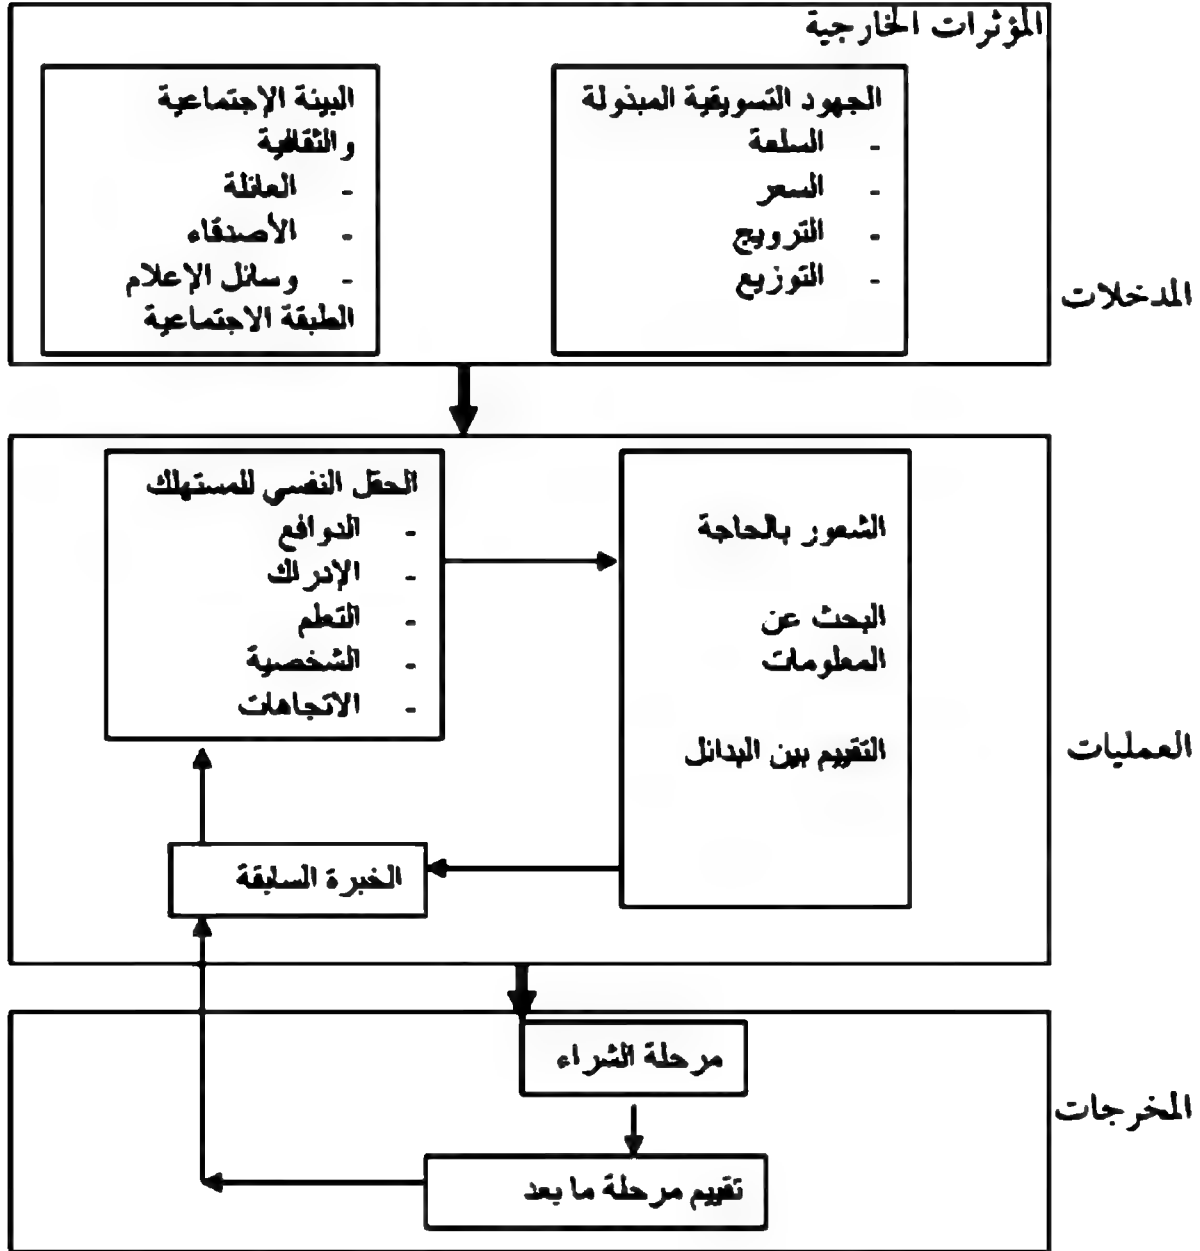 المؤثرات الخارجية
الجهود التسويقية المبذولة
- السلعة
- السعر
- الترويج
- التوزيع
البيئة الإجتماعية
والثقافية
- العائلة
- الأصدقاء
- وسائل الإعلام
الطبقة الاجتماعية
المدخلات
الشعور بالحاجة
البحث عن
المعلومات
التقييم بين البدائل
الحقل النفسي للمستهلك
- الدوافع
- الإدراك
- التعلم
- الشخصية
- الاتجاهات
العمليات
الخبرة السابقة
مرحلة الشراء
المخرجات
تقييم مرحلة ما بعد